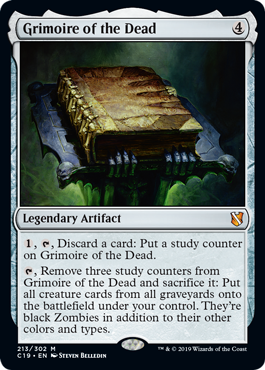 Grimoire of the Dead 4
Legendary Artifact
1, , Discard a card: Put a study counter
on Grimoire of the Dead.
, Remove three study counters from
Grimoire of the Dead and sacrifice it: Put
all creature cards from all graveyards onto
the battlefield under your control. They're
black Zombies in addition to their other
colors and types.
213/302 M
C19 • EN Steven Belledin
™ & © 2019 Wizards of the Coast